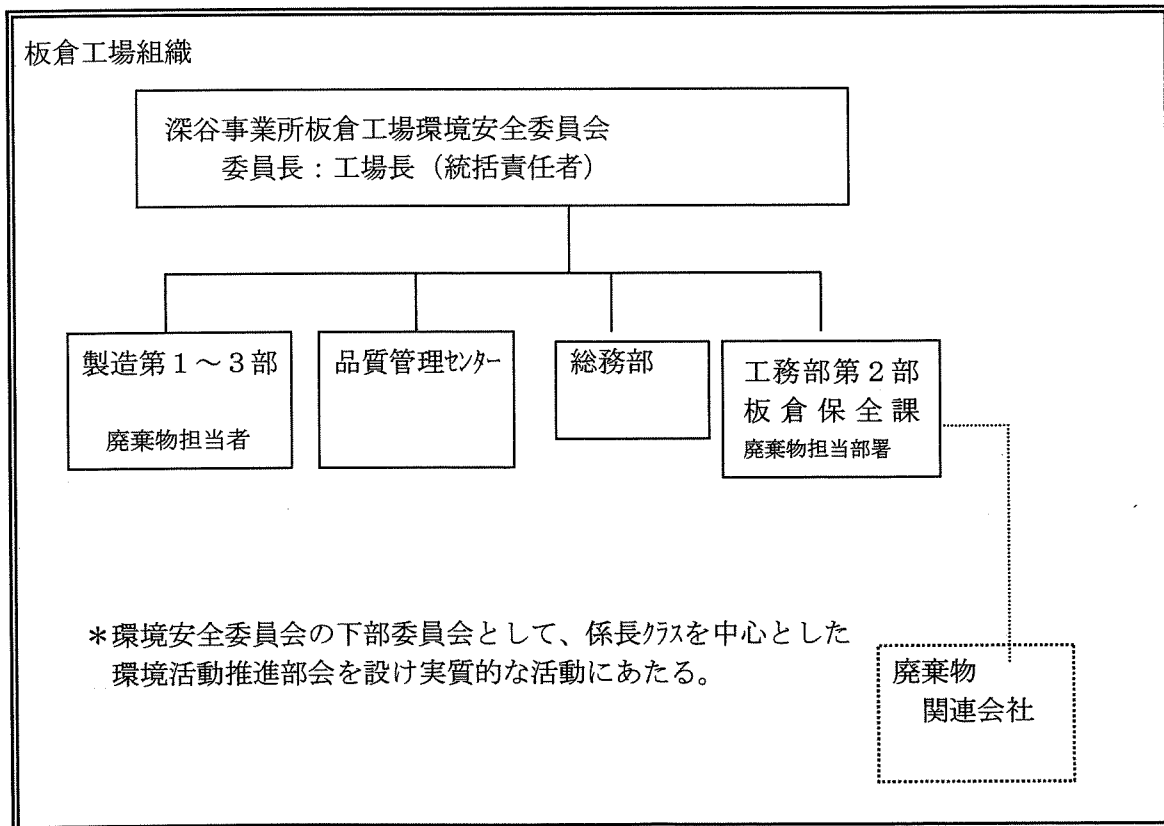 板倉工場組織
深谷事業所板倉工場環境安全委員会
委員長：工場長（統括責任者）
製造第１～３部
廃棄物担当者
品質管理ｾﾝﾀｰ
総務部
工務部第２部
板倉保全課
廃棄物担当部署
＊環境安全委員会の下部委員会として、係長ｸﾗｽを中心とした
環境活動推進部会を設け実質的な活動にあたる。
廃棄物
関連会社